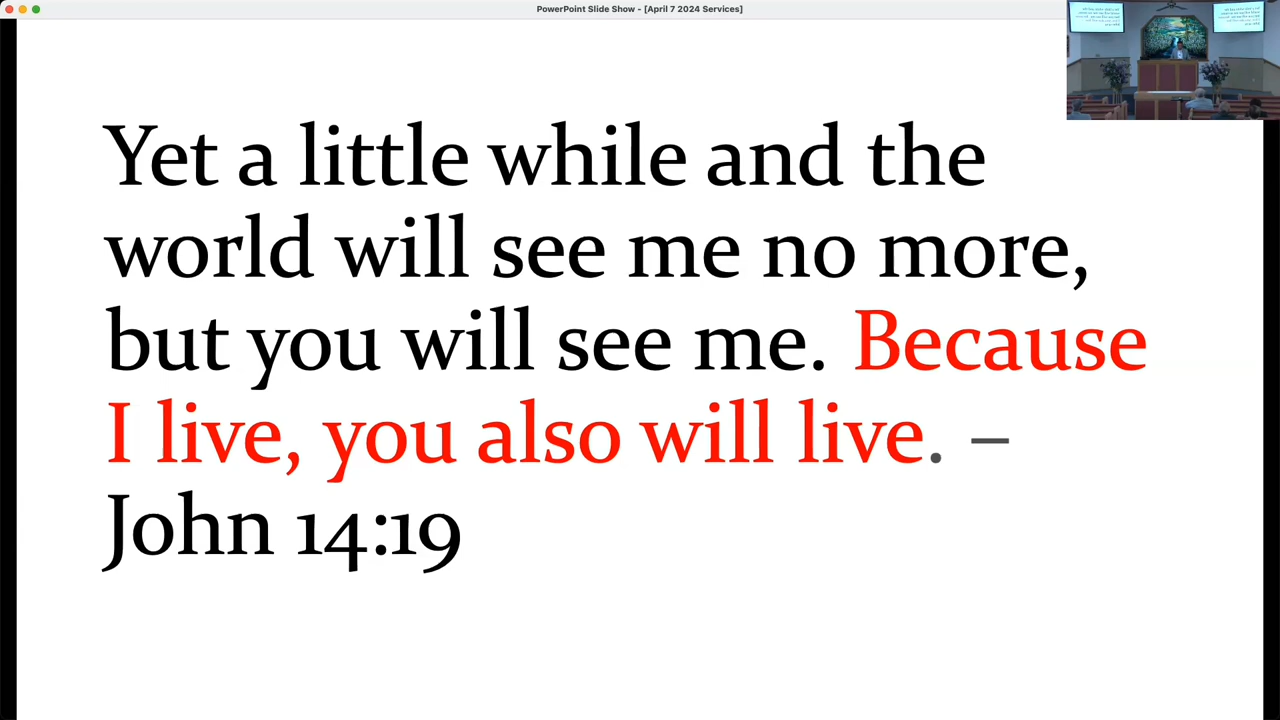 PowerPoint Slide Show - [April 7 2024 Services]
Yet a little while and the
world will see me no more,
but you will see me. Because
I live, you also will live. –
John 14:19